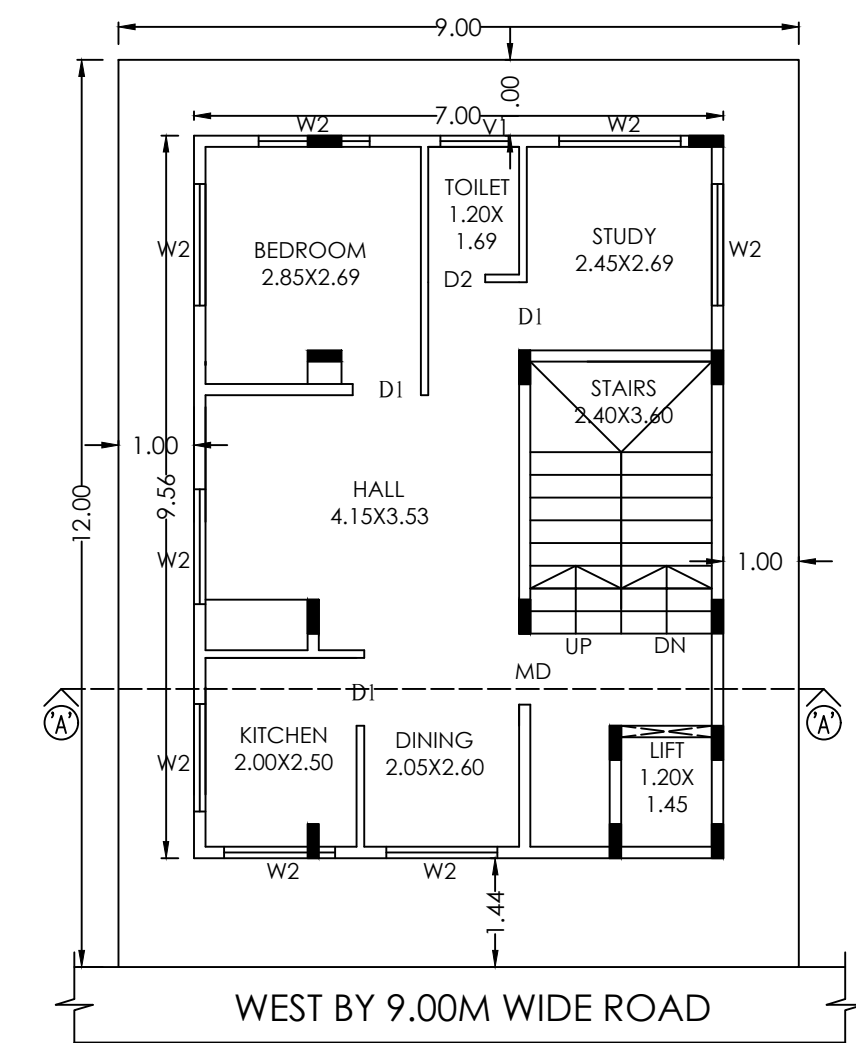 9.00
.00
7.00
W2
V1
W2
TOILET
1.20X
1.69
BEDROOM
2.85X2.69
STUDY
2.45X2.69
W2
W2
D2
D1
D1
STAIRS
2.40X3.60
1.00
9.56
12.00
HALL
4.15X3.53
W2
1.00
UP
DN
MD
D1
'A'
'A'
KITCHEN
2.00X2.50
DINING
2.05X2.60
LIFT
1.20X
1.45
W2
W2
W2
1.44
WEST BY 9.00M WIDE ROAD